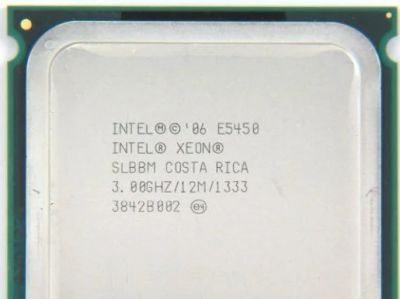 INTEL®©'06 E5450
INTEL® XEON®
SLBBM COSTA RICA
3.00GHZ/12M/1333
3842B002 e4